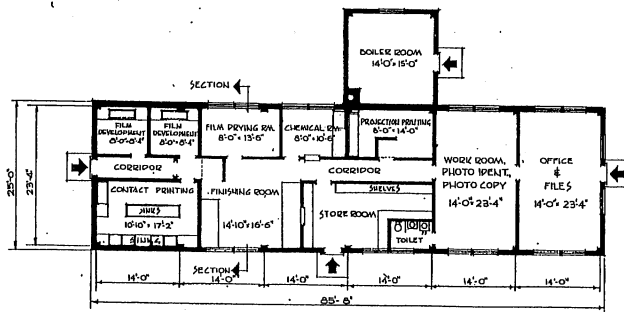 BOILER ROOM
14'-0" × 15'-0"
SECTION
FILM
DEVELOPMENT
8'-0" × 8'-4"
FILM
DEVELOPMENT
8'-0" × 8'-4"
FILM DRYING RM.
8'-0" × 13'-6"
CHEMICAL RM.
8'-0" × 10'-6"
PROJECTION PRINTING
8'-0" × 14'-0"
CORRIDOR
CORRIDOR
WORK ROOM,
PHOTO IDENT,
PHOTO COPY
14'-0" × 23'-4"
OFFICE
&
FILES
14'-0" × 23'-4"
CONTACT PRINTING
SINKS
10'-10" × 17'-2"
SINKS
FINISHING ROOM
14'-10" × 16'-6"
SHELVES
STORE ROOM
TOILET
25'-0"
23'-4"
SECTION
14'-0"
14'-0"
14'-0"
14'-0"
14'-0"
14'-0"
85'-8"